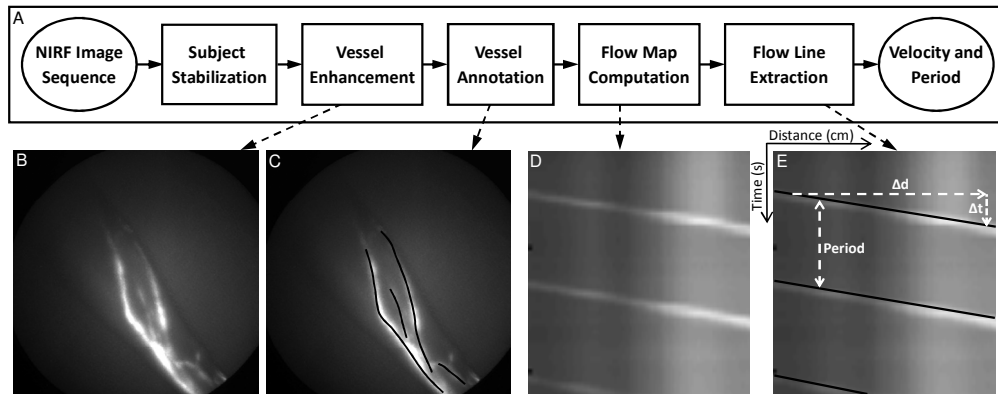 A
NIRF Image
Sequence
Subject
Stabilization
Vessel
Enhancement
Vessel
Annotation
Flow Map
Computation
Flow Line
Extraction
Velocity and
Period
B
C
D
Distance (cm)
Time (s)
E
Δd
Δt
Period